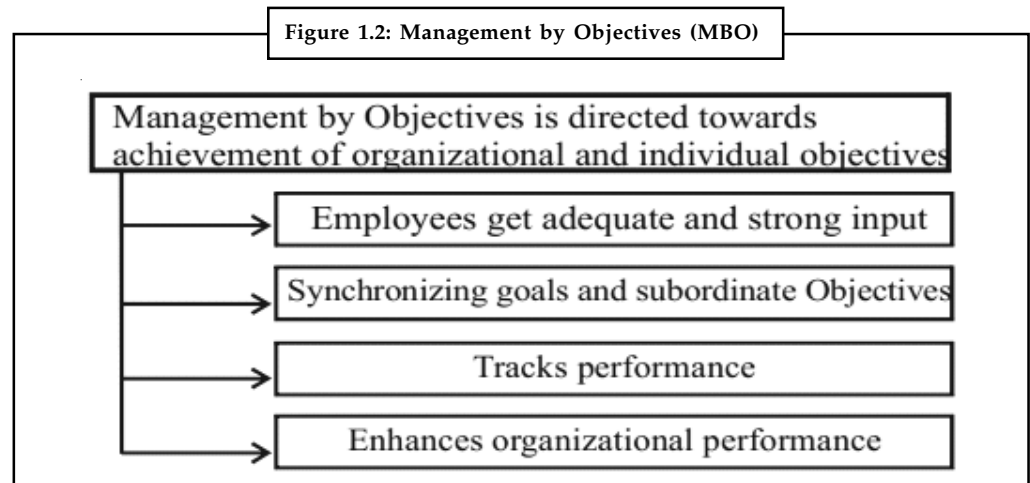 Figure 1.2: Management by Objectives (MBO)
Management by Objectives is directed towards
achievement of organizational and individual objectives
Employees get adequate and strong input
Synchronizing goals and subordinate Objectives
Tracks performance
Enhances organizational performance